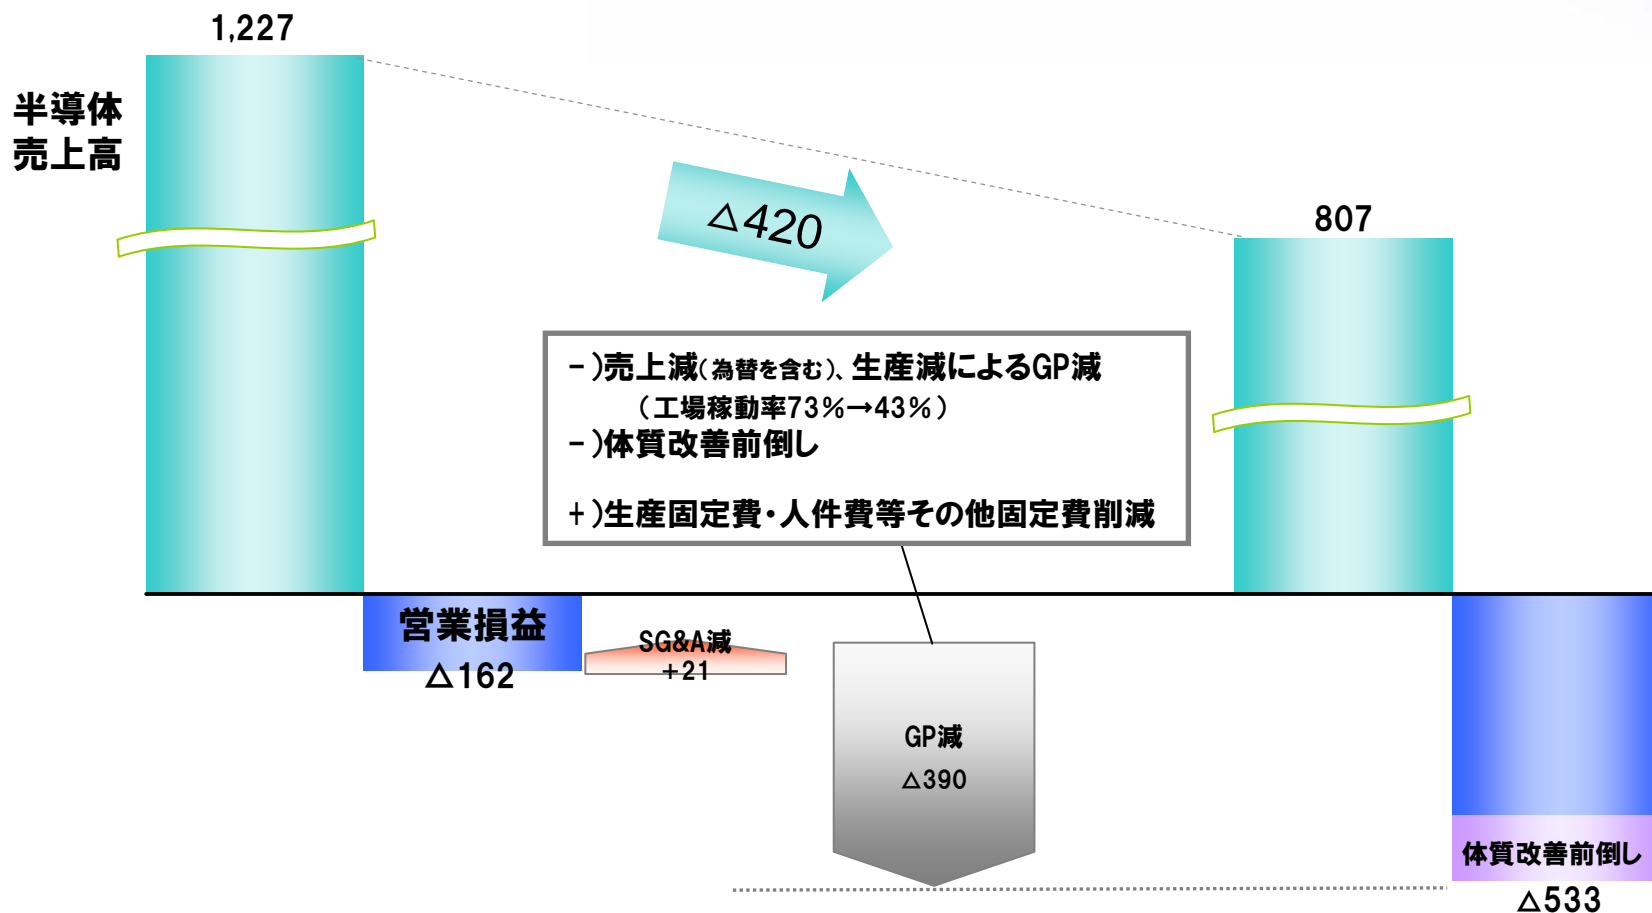 1,227
半導体
売上高
△420
807
－）売上減（為替を含む）、生産減によるGP減
（工場稼動率73％→43％）
－）体質改善前倒し
＋）生産固定費・人件費等その他固定費削減
営業損益
△162
SG&A減
＋21
GP減
△390
体質改善前倒し
△533